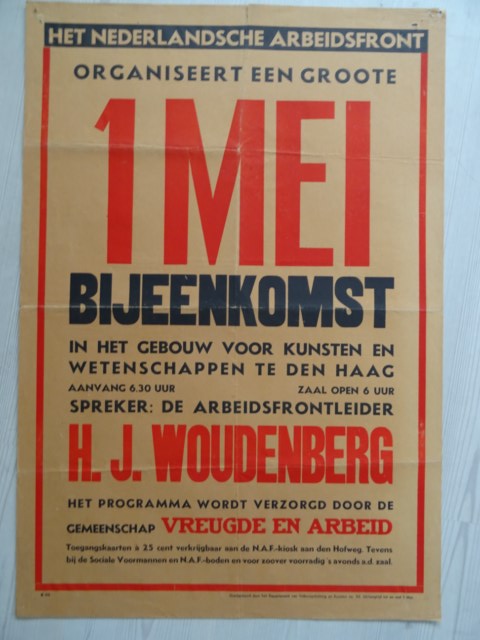 HET NEDERLANDSCHE ARBEIDSFRONT
ORGANISEERT EEN GROOTE
1 MEI
BIJEENKOMST
IN HET GEBOUW VOOR KUNSTEN EN
WETENSCHAPPEN TE DEN HAAG
AANVANG 6.30 UUR ZAAL OPEN 6 UUR
SPREKER: DE ARBEIDSFRONTLEIDER
H. J. WOUDENBERG
HET PROGRAMMA WORDT VERZORGD DOOR DE
GEMEENSCHAP VREUGDE EN ARBEID
Toegangskaarten à 25 cent verkrijgbaar aan de N.A.F.-kiosk aan den Hofweg. Tevens
bij de Sociale Voormannen en N.A.F.-boden en voor zoover voorradig 's avonds a.d. zaal.